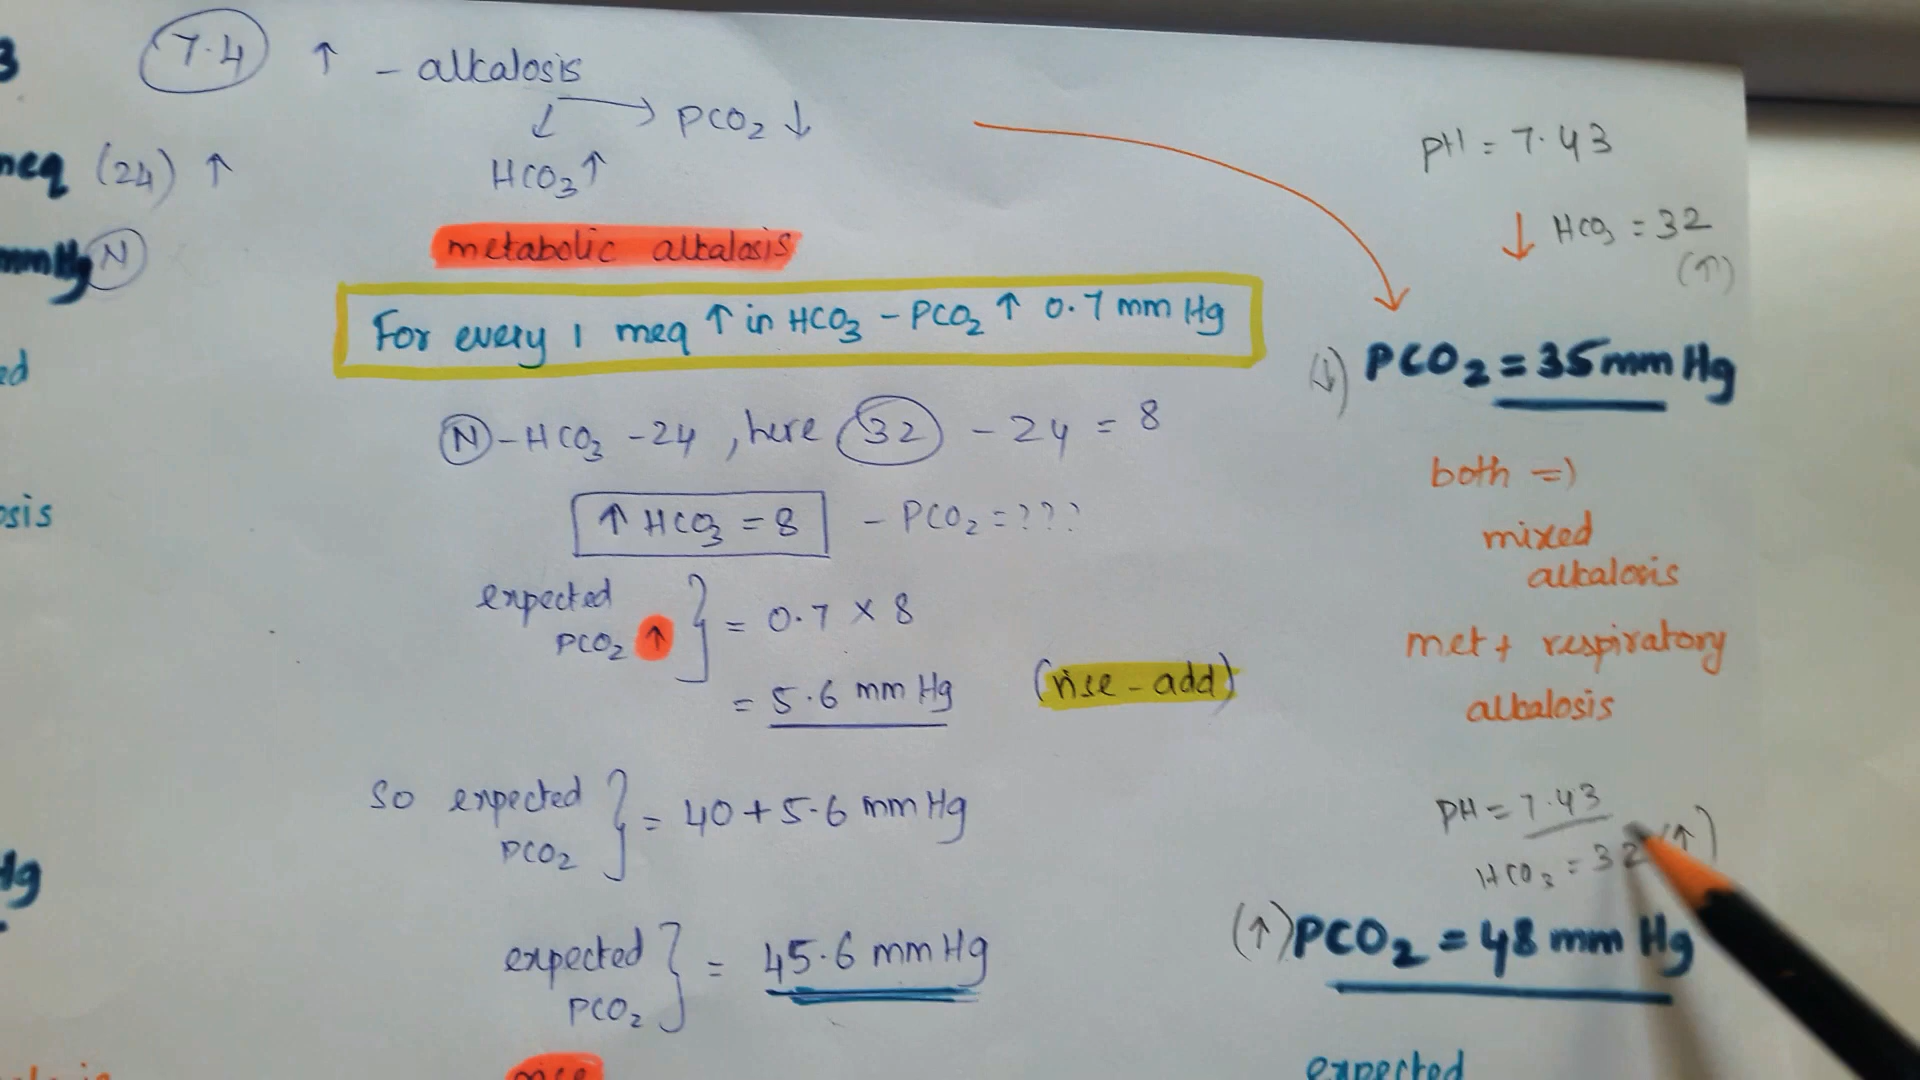 3
7.4 ↑ - alkalosis
PCO2 ↓
meq (24) ↑
HCO3 ↑
mmHg N
metabolic alkalosis
For every 1 meq ↑ in HCO3 - PCO2 ↑ 0.7 mm Hg
N - HCO3 - 24, here 32 - 24 = 8
↑ HCO3 = 8 - PCO2 = ???
osis
expected
PCO2 ↑ } = 0.7 × 8
= 5.6 mm Hg (rise - add)
So expected
PCO2 } = 40 + 5.6 mm Hg
Hg
expected
PCO2 } = 45.6 mm Hg
pH = 7.43
↓ HCO3 = 32
(↑)
(↓) PCO2 = 35 mm Hg
both =)
mixed
alkalosis
met + respiratory
alkalosis
PH = 7.43
HCO3 = 32 (↑)
(↑) PCO2 = 48 mm Hg
expected